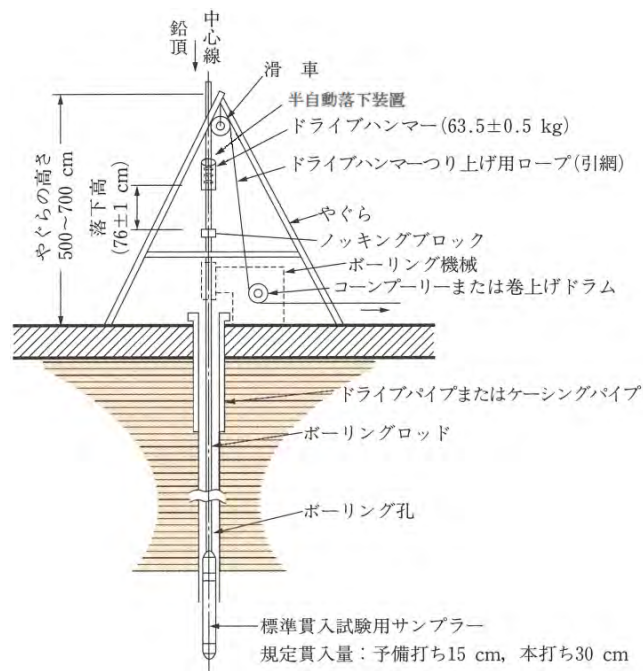 中心線
鉛頂
滑 車
半自動落下装置
ドライブハンマー(63.5±0.5 kg)
ドライブハンマーつり上げ用ロープ(引網)
やぐらの高さ
500~700 cm
落下高
(76±1 cm)
やぐら
ノッキングブロック
ボーリング機械
コーンプーリーまたは巻上げドラム
ドライブパイプまたはケーシングパイプ
ボーリングロッド
ボーリング孔
標準貫入試験用サンプラー
規定貫入量:予備打ち15 cm, 本打ち30 cm